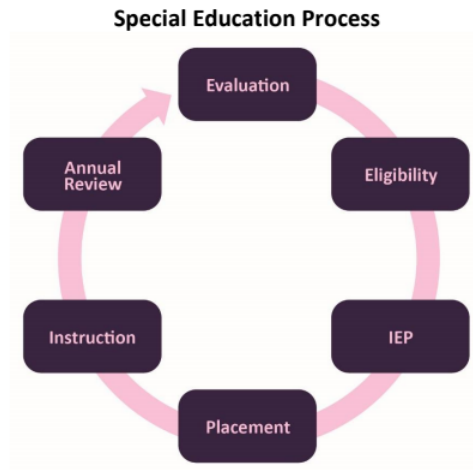 Special Education Process
Evaluation
Eligibility
IEP
Placement
Instruction
Annual
Review